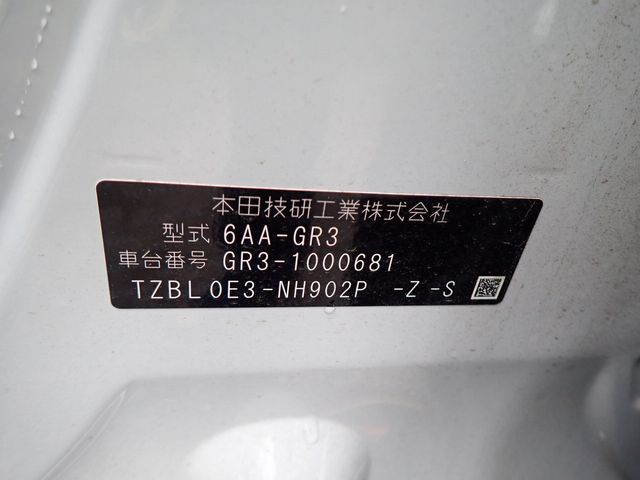 本田技研工業株式会社
型式 6AA-GR3
車台番号 GR3-1000681
TZBL0E3-NH902P -Z -S